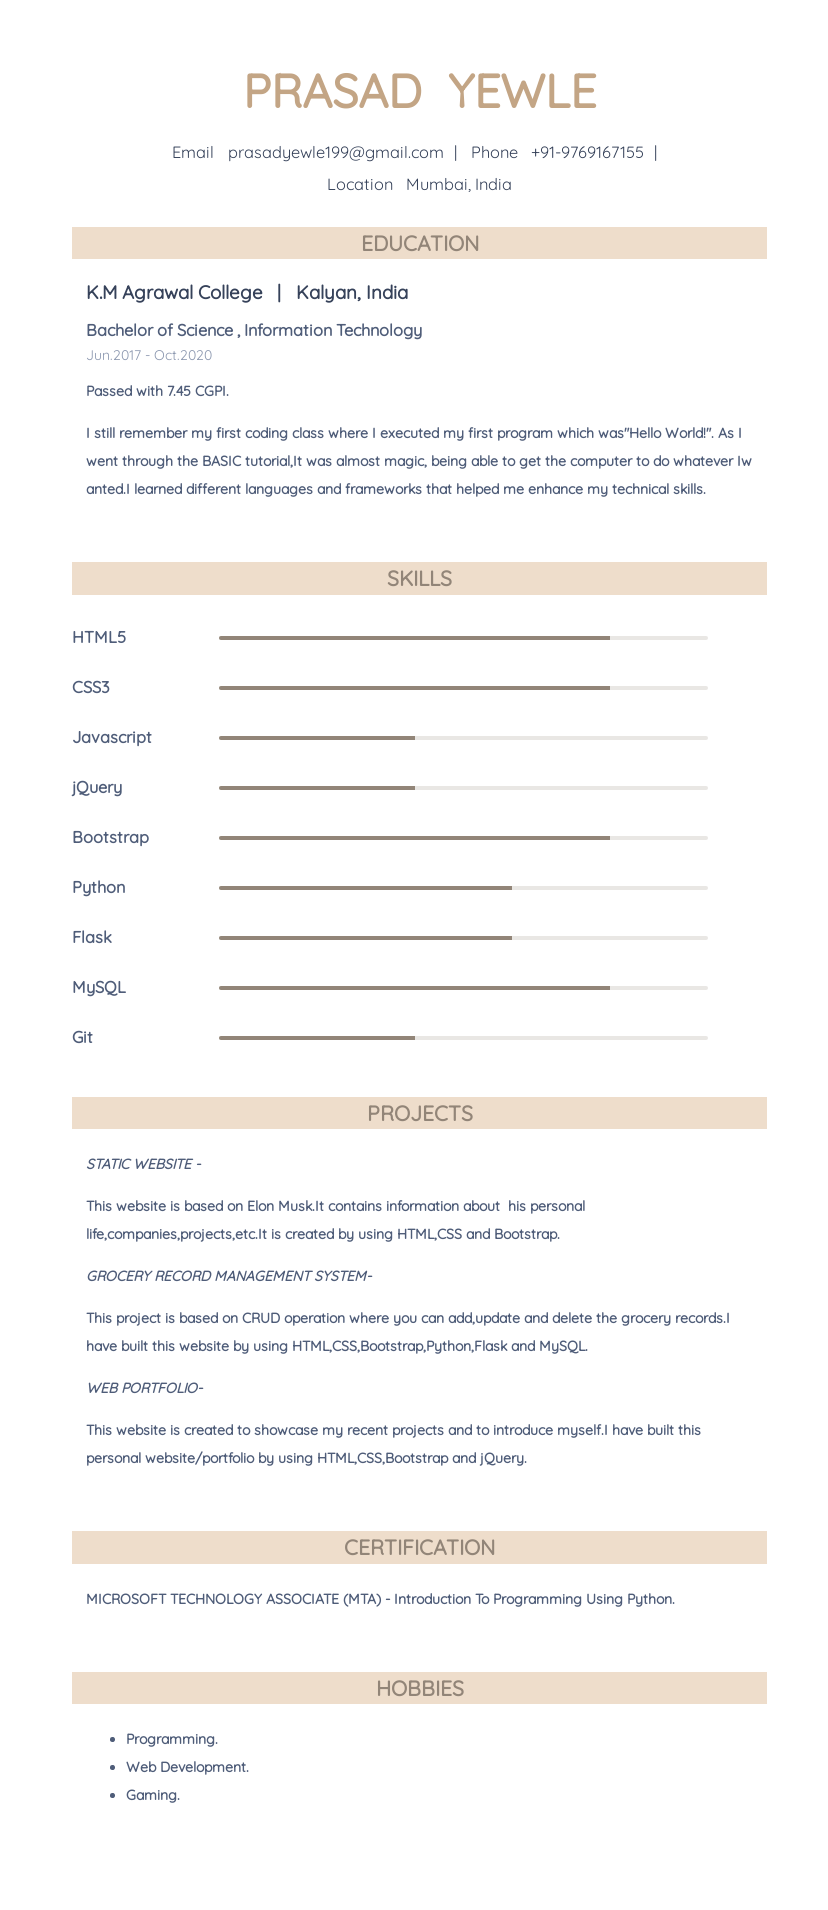 PRASAD YEWLE
Email prasadyewle199@gmail.com | Phone +91-9769167155 |
Location Mumbai, India
EDUCATION
K.M Agrawal College | Kalyan, India
Bachelor of Science , Information Technology
Jun.2017 - Oct.2020
Passed with 7.45 CGPI.
I still remember my first coding class where I executed my first program which was"Hello World!". As I
went through the BASIC tutorial,It was almost magic, being able to get the computer to do whatever Iw
anted.I learned different languages and frameworks that helped me enhance my technical skills.
SKILLS
HTML5
CSS3
Javascript
jQuery
Bootstrap
Python
Flask
MySQL
Git
PROJECTS
STATIC WEBSITE -
This website is based on Elon Musk.It contains information about  his personal
life,companies,projects,etc.It is created by using HTML,CSS and Bootstrap.
GROCERY RECORD MANAGEMENT SYSTEM-
This project is based on CRUD operation where you can add,update and delete the grocery records.I
have built this website by using HTML,CSS,Bootstrap,Python,Flask and MySQL.
WEB PORTFOLIO-
This website is created to showcase my recent projects and to introduce myself.I have built this
personal website/portfolio by using HTML,CSS,Bootstrap and jQuery.
CERTIFICATION
MICROSOFT TECHNOLOGY ASSOCIATE (MTA) - Introduction To Programming Using Python.
HOBBIES
• Programming.
• Web Development.
• Gaming.